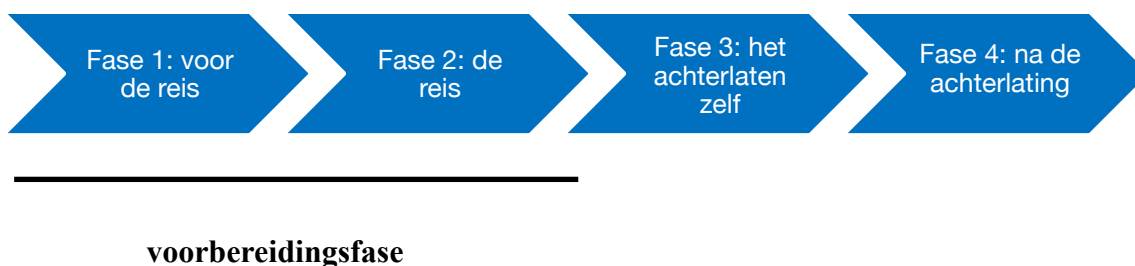 Fase 1: voor
de reis
Fase 2: de
reis
Fase 3: het
achterlaten
zelf
Fase 4: na de
achterlating
voorbereidingsfase